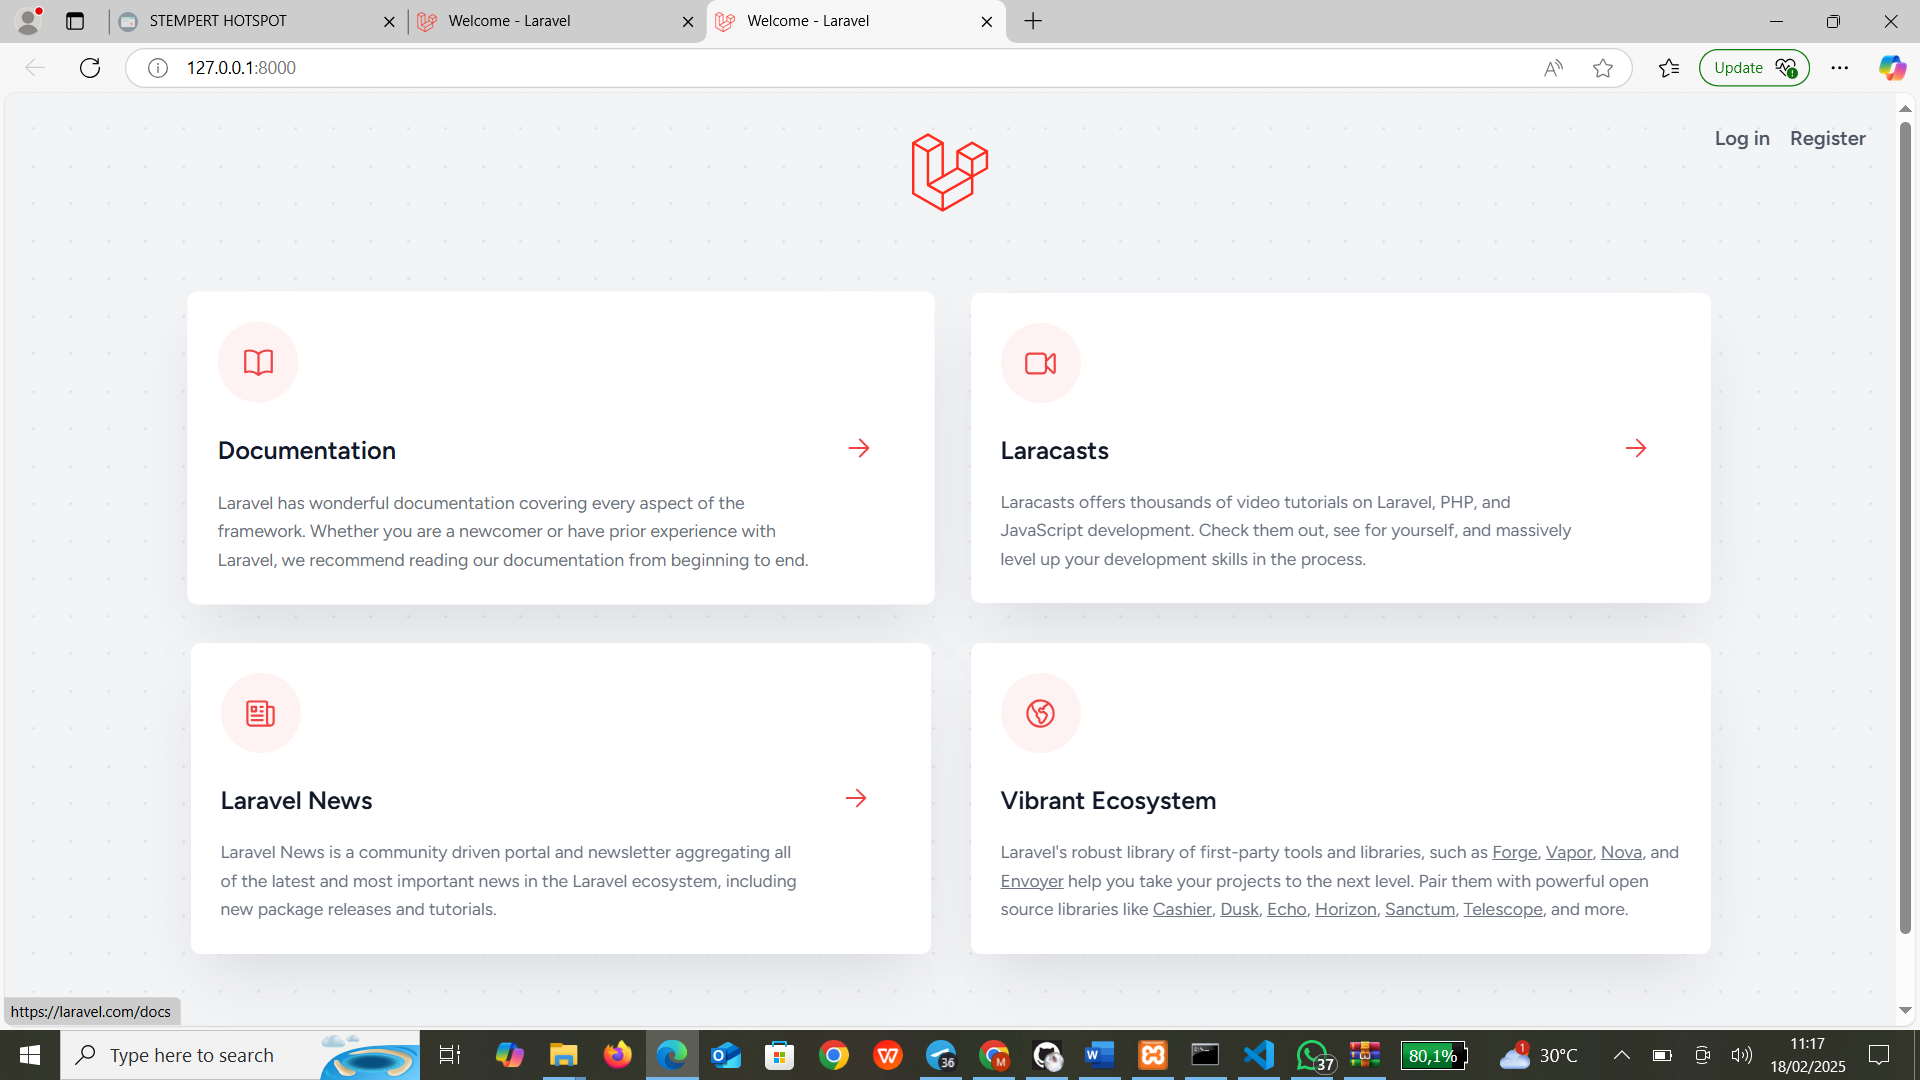 STEMPERT HOTSPOT
Welcome - Laravel
Welcome - Laravel
127.0.0.1:8000
Update
Log in
Register
Documentation
Laravel has wonderful documentation covering every aspect of the
framework. Whether you are a newcomer or have prior experience with
Laravel, we recommend reading our documentation from beginning to end.
Laracasts
Laracasts offers thousands of video tutorials on Laravel, PHP, and
JavaScript development. Check them out, see for yourself, and massively
level up your development skills in the process.
Laravel News
Laravel News is a community driven portal and newsletter aggregating all
of the latest and most important news in the Laravel ecosystem, including
new package releases and tutorials.
Vibrant Ecosystem
Laravel's robust library of first-party tools and libraries, such as Forge, Vapor, Nova, and
Envoyer help you take your projects to the next level. Pair them with powerful open
source libraries like Cashier, Dusk, Echo, Horizon, Sanctum, Telescope, and more.
https://laravel.com/docs
Type here to search
36
M
37
80,1%
1
30°C
11:17
18/02/2025